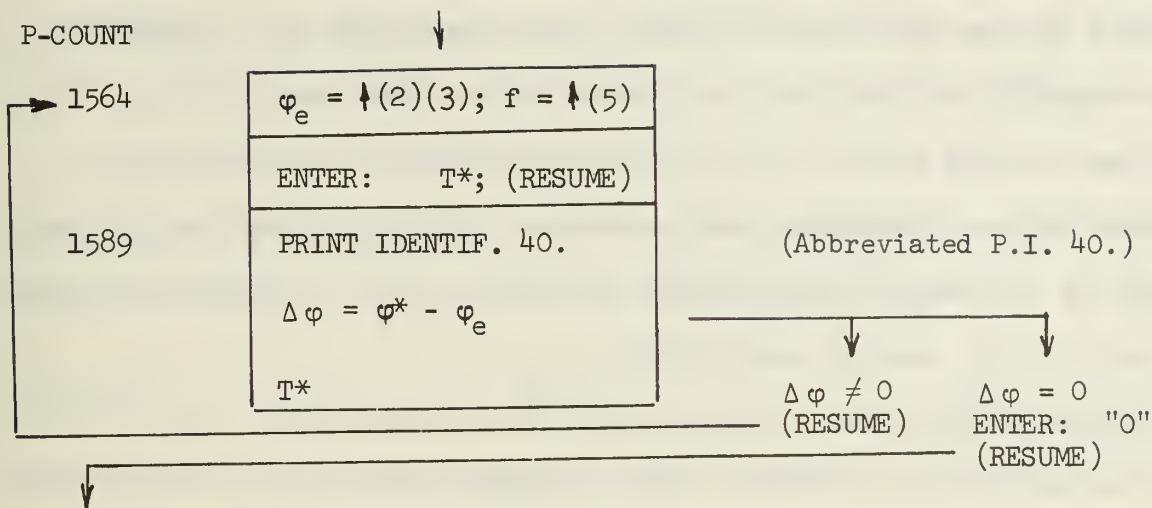 P-COUNT
1564 φe = ↑(2)(3); f = ↑(5)
ENTER: T*; (RESUME)
1589 PRINT IDENTIF. 40. (Abbreviated P.I. 40.)
Δφ = φ* - φe
T*
Δφ ≠ 0 Δφ = 0
(RESUME) ENTER: "0"
(RESUME)